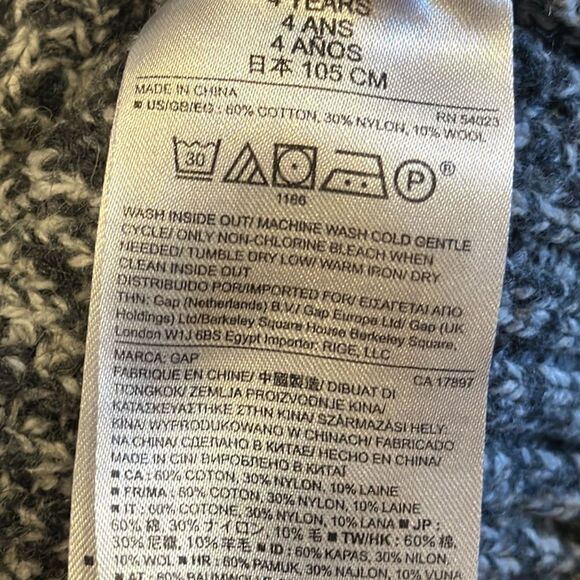 4 YEARS
4 ANS
4 AÑOS
日本 105 CM
MADE IN CHINA
RN 54023
■ US/GB/EG : 60% COTTON, 30% NYLON, 10% WOOL
30
P
1186
WASH INSIDE OUT/ MACHINE WASH COLD GENTLE
CYCLE/ ONLY NON-CHLORINE BLEACH WHEN
NEEDED/ TUMBLE DRY LOW/ WARM IRON/ DRY
CLEAN INSIDE OUT
DISTRIBUIDO POR/IMPORTED FOR/ ΕΙΣΑΓΕΤΑΙ ΑΠΟ
ΤΗΝ: Gap (Netherlands) B.V./ Gap Europe Ltd/ Gap (UK
Holdings) Ltd/Berkeley Square House Berkeley Square,
London W1J 6BS Egypt Importer: RIGE, LLC
MARCA: GAP
CA 17897
FABRIQUE EN CHINE/ 中國製造/ DIBUAT DI
TIONGKOK/ ZEMLJA PROIZVODNJE KINA/
ΚΑΤΑΣΚΕΥΑΣΤΗΚΕ ΣΤΗΝ ΚΙΝΑ/ SZÁRMAZÁSI HELY:
KÍNA/ WYPRODUKOWANO W CHINACH/ FABRICADO
NA CHINA/ СДЕЛАНО В КИТАЕ/ HECHO EN CHINA/
MADE IN CIN/ ВИРОБЛЕНО В КИТАЇ
■ CA : 60% COTON, 30% NYLON, 10% LAINE
■ FR/MA : 60% COTON, 30% NYLON, 10% LAINE
■ IT : 60% COTONE, 30% NYLON, 10% LANA ■ JP :
60% 綿, 30% ナイロン, 10% 毛 ■ TW/HK : 60% 棉,
30% 尼龍, 10% 羊毛 ■ ID : 60% KAPAS, 30% NILON,
10% WOL ■ HR : 60% PAMUK, 30% NAJLON, 10% VUNA
■ AT : 60% BAUMWOLLE